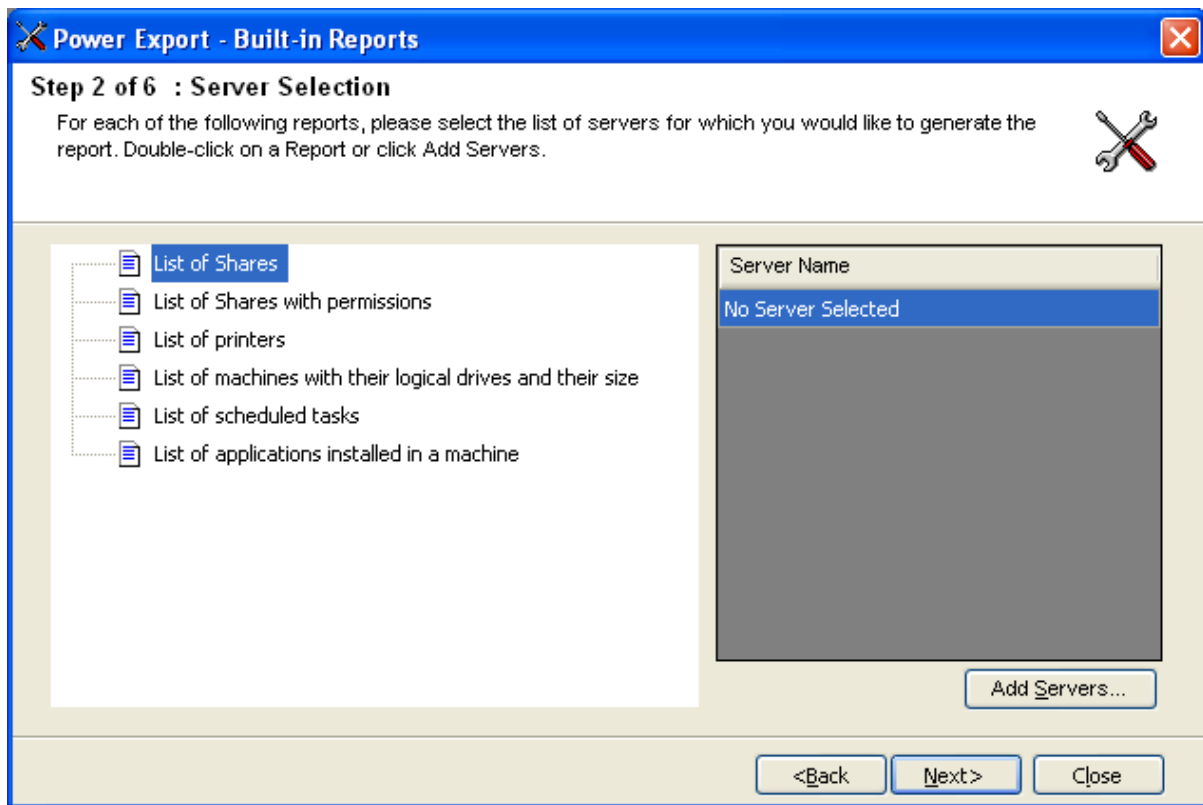 Power Export - Built-in Reports
Step 2 of 6 : Server Selection
For each of the following reports, please select the list of servers for which you would like to generate the
report. Double-click on a Report or click Add Servers.
List of Shares
List of Shares with permissions
List of printers
List of machines with their logical drives and their size
List of scheduled tasks
List of applications installed in a machine
Server Name
No Server Selected
Add Servers...
<Back
Next>
Close